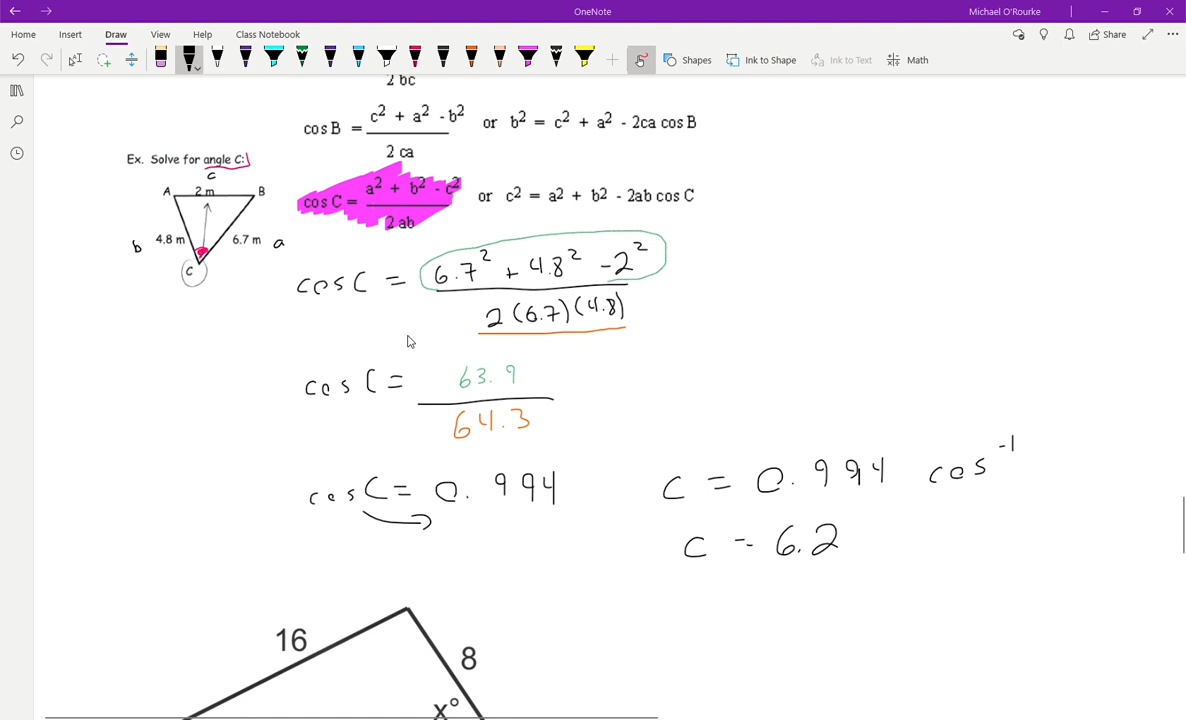 OneNote
Michael O'Rourke
Home Insert Draw View Help Class Notebook
Share
Shapes Ink to Shape Ink to Text Math
2 bc
cos B = c² + a² - b² / 2 ca or b² = c² + a² - 2ca cos B
Ex. Solve for angle C:
c
A 2 m B
b 4.8 m 6.7 m a
C
cos C = a² + b² - c² / 2 ab or c² = a² + b² - 2ab cos C
cos C = 6.7² + 4.8² - 2² / 2(6.7)(4.8)
cos C = 63.9 / 64.3
cos C = 0.994
C = 0.994 cos⁻¹
C = 6.2
16
8
x°